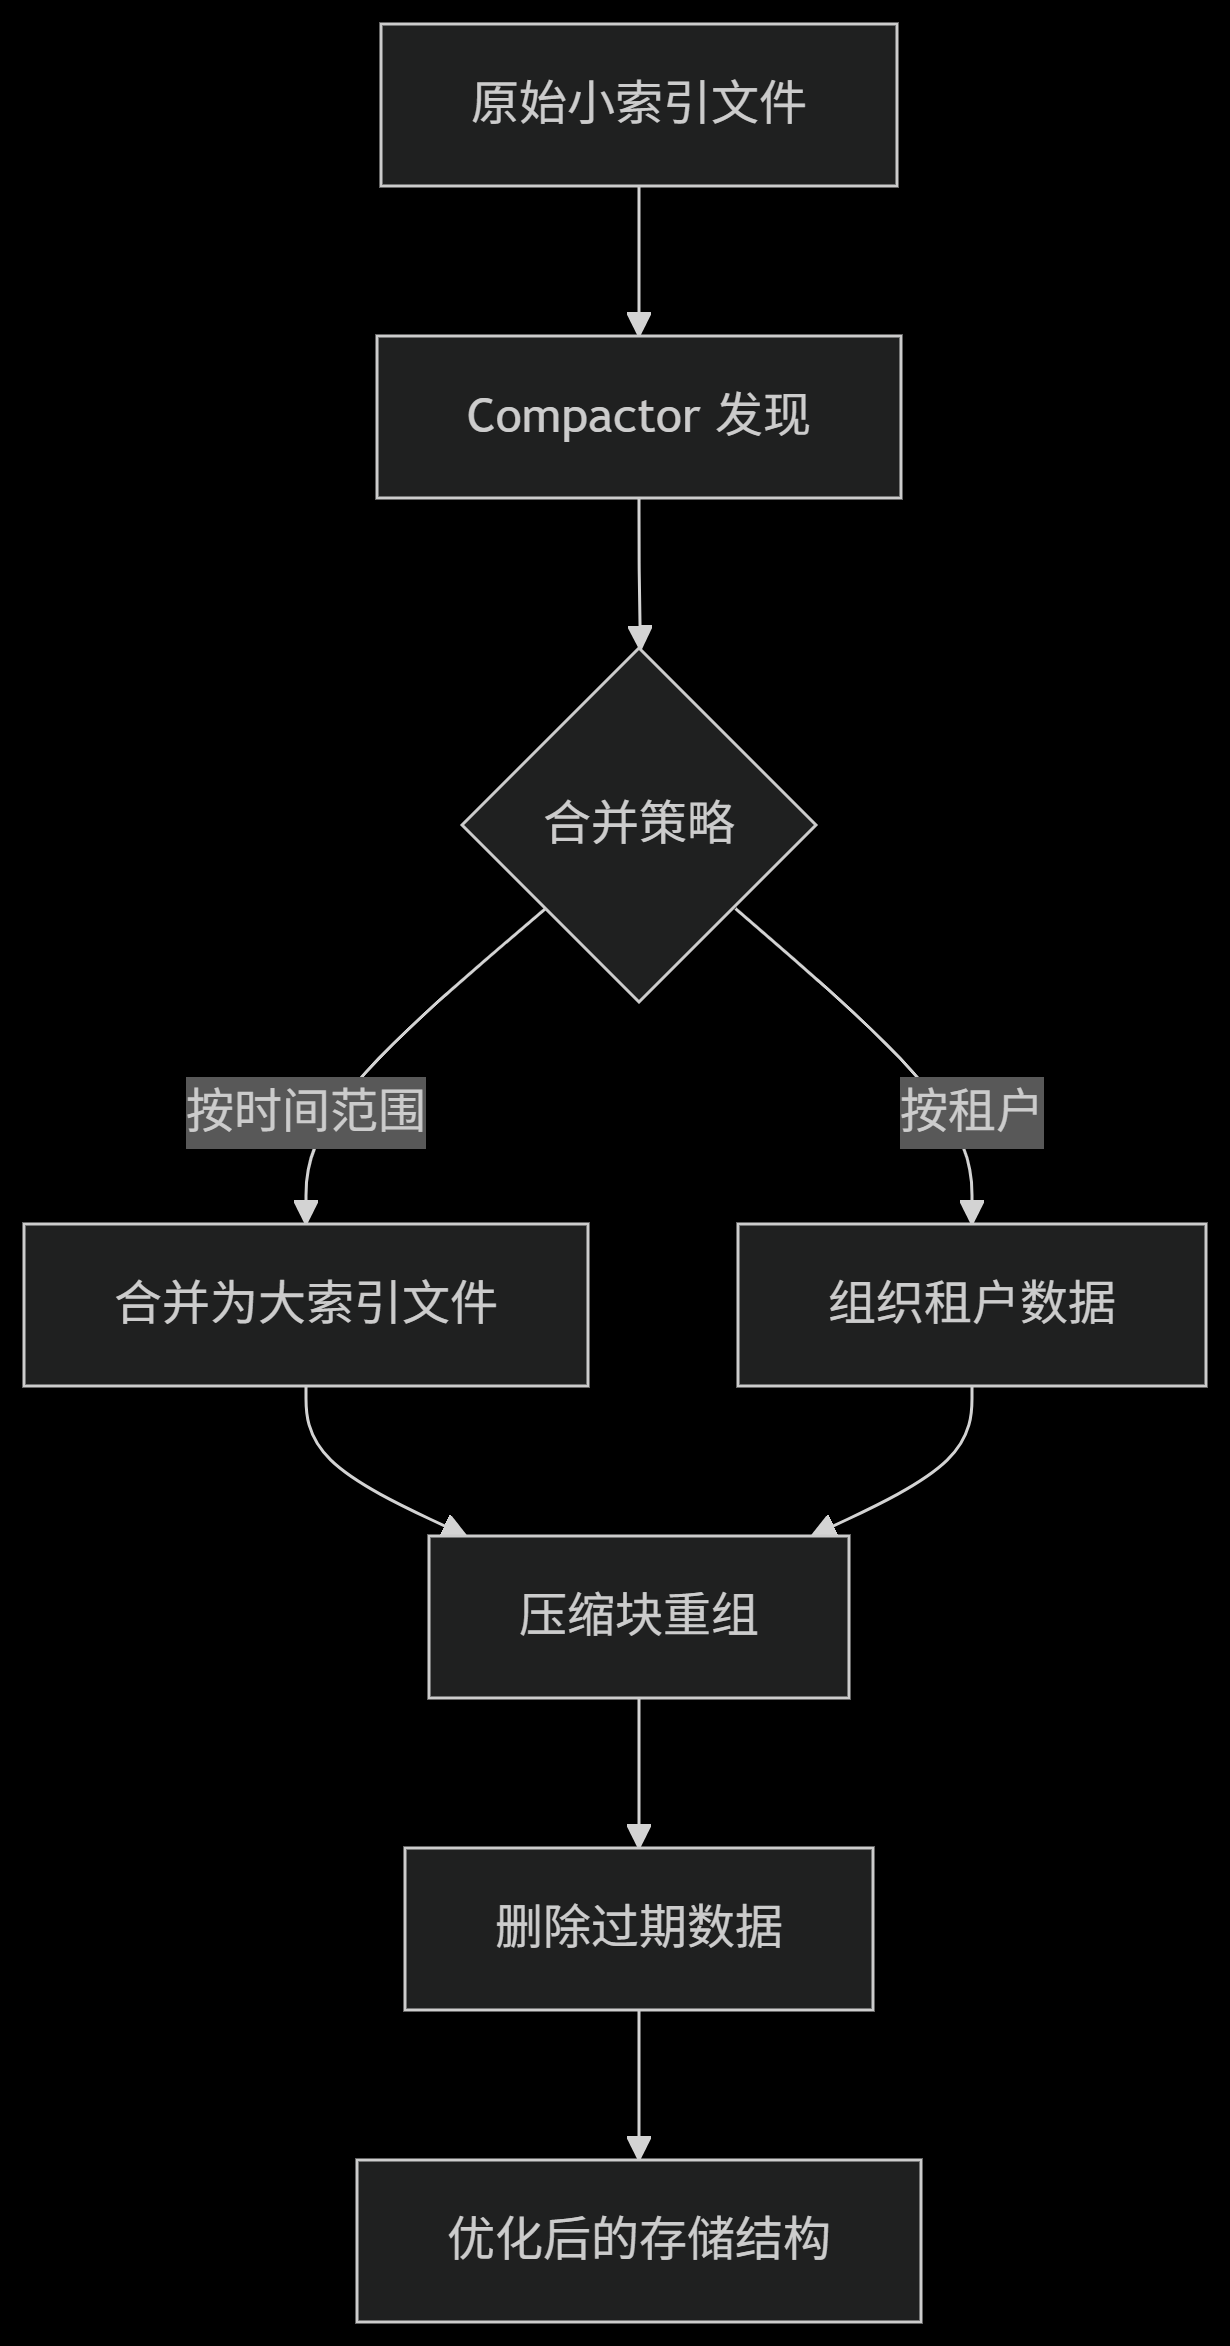 原始小索引文件
Compactor 发现
合并策略
按时间范围
按租户
合并为大索引文件
组织租户数据
压缩块重组
删除过期数据
优化后的存储结构